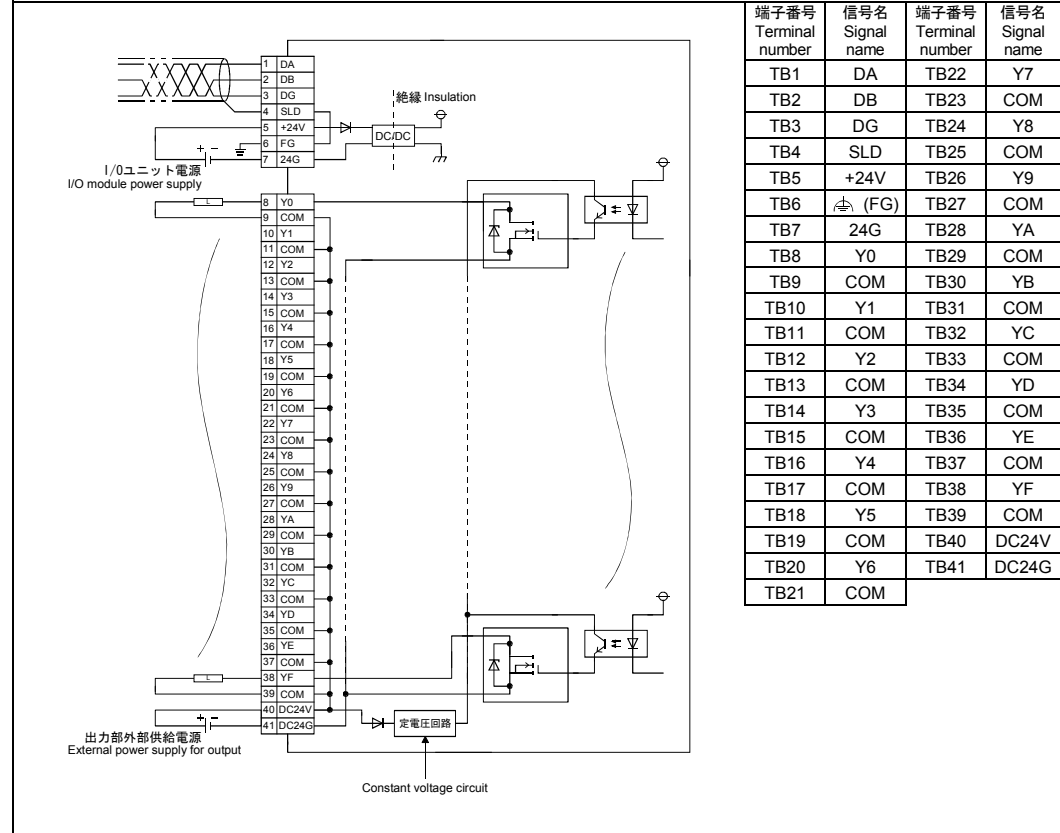 1 DA
2 DB
3 DG
4 SLD
5 +24V
6 FG
7 24G
絶縁 Insulation
DC/DC
+ -
I/0ユニット電源
I/O module power supply
L
8 Y0
9 COM
10 Y1
11 COM
12 Y2
13 COM
14 Y3
15 COM
16 Y4
17 COM
18 Y5
19 COM
20 Y6
21 COM
22 Y7
23 COM
24 Y8
25 COM
26 Y9
27 COM
28 YA
29 COM
30 YB
31 COM
32 YC
33 COM
34 YD
35 COM
36 YE
37 COM
38 YF
39 COM
40 DC24V
41 DC24G
L
+ -
出力部外部供給電源
External power supply for output
定電圧回路
Constant voltage circuit
端子番号 信号名 端子番号 信号名
Terminal Signal Terminal Signal
number name number name
TB1 DA TB22 Y7
TB2 DB TB23 COM
TB3 DG TB24 Y8
TB4 SLD TB25 COM
TB5 +24V TB26 Y9
TB6 (FG) TB27 COM
TB7 24G TB28 YA
TB8 Y0 TB29 COM
TB9 COM TB30 YB
TB10 Y1 TB31 COM
TB11 COM TB32 YC
TB12 Y2 TB33 COM
TB13 COM TB34 YD
TB14 Y3 TB35 COM
TB15 COM TB36 YE
TB16 Y4 TB37 COM
TB17 COM TB38 YF
TB18 Y5 TB39 COM
TB19 COM TB40 DC24V
TB20 Y6 TB41 DC24G
TB21 COM